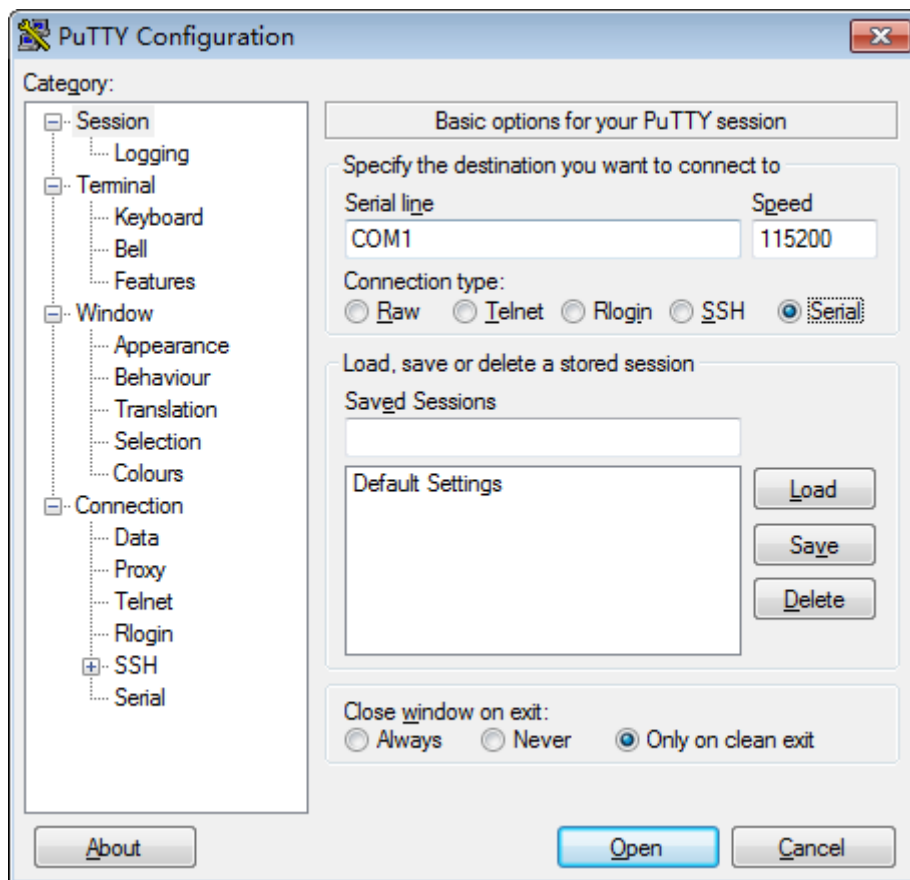 PuTTY Configuration
Category:
Session
Logging
Terminal
Keyboard
Bell
Features
Window
Appearance
Behaviour
Translation
Selection
Colours
Connection
Data
Proxy
Telnet
Rlogin
SSH
Serial
Basic options for your PuTTY session
Specify the destination you want to connect to
Serial line Speed
COM1 115200
Connection type:
Raw Telnet Rlogin SSH Serial
Load, save or delete a stored session
Saved Sessions
Default Settings
Load
Save
Delete
Close window on exit:
Always Never Only on clean exit
About Open Cancel